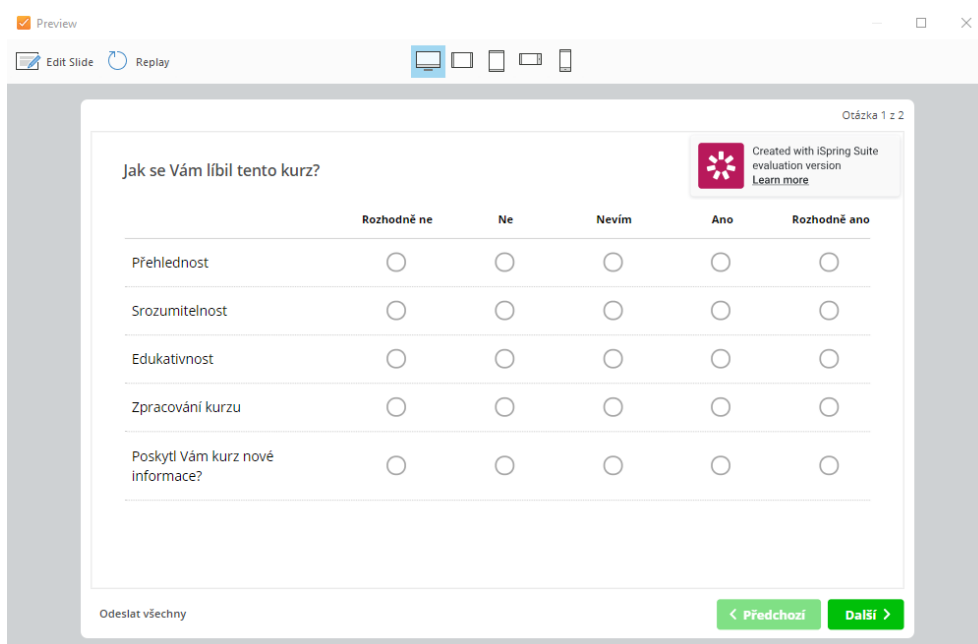 Preview
Edit Slide Replay
Otázka 1 z 2
Created with iSpring Suite
evaluation version
Learn more
Jak se Vám líbil tento kurz?
Rozhodně ne Ne Nevím Ano Rozhodně ano
Přehlednost
Srozumitelnost
Edukativnost
Zpracování kurzu
Poskytl Vám kurz nové
informace?
Odeslat všechny
Předchozí Další